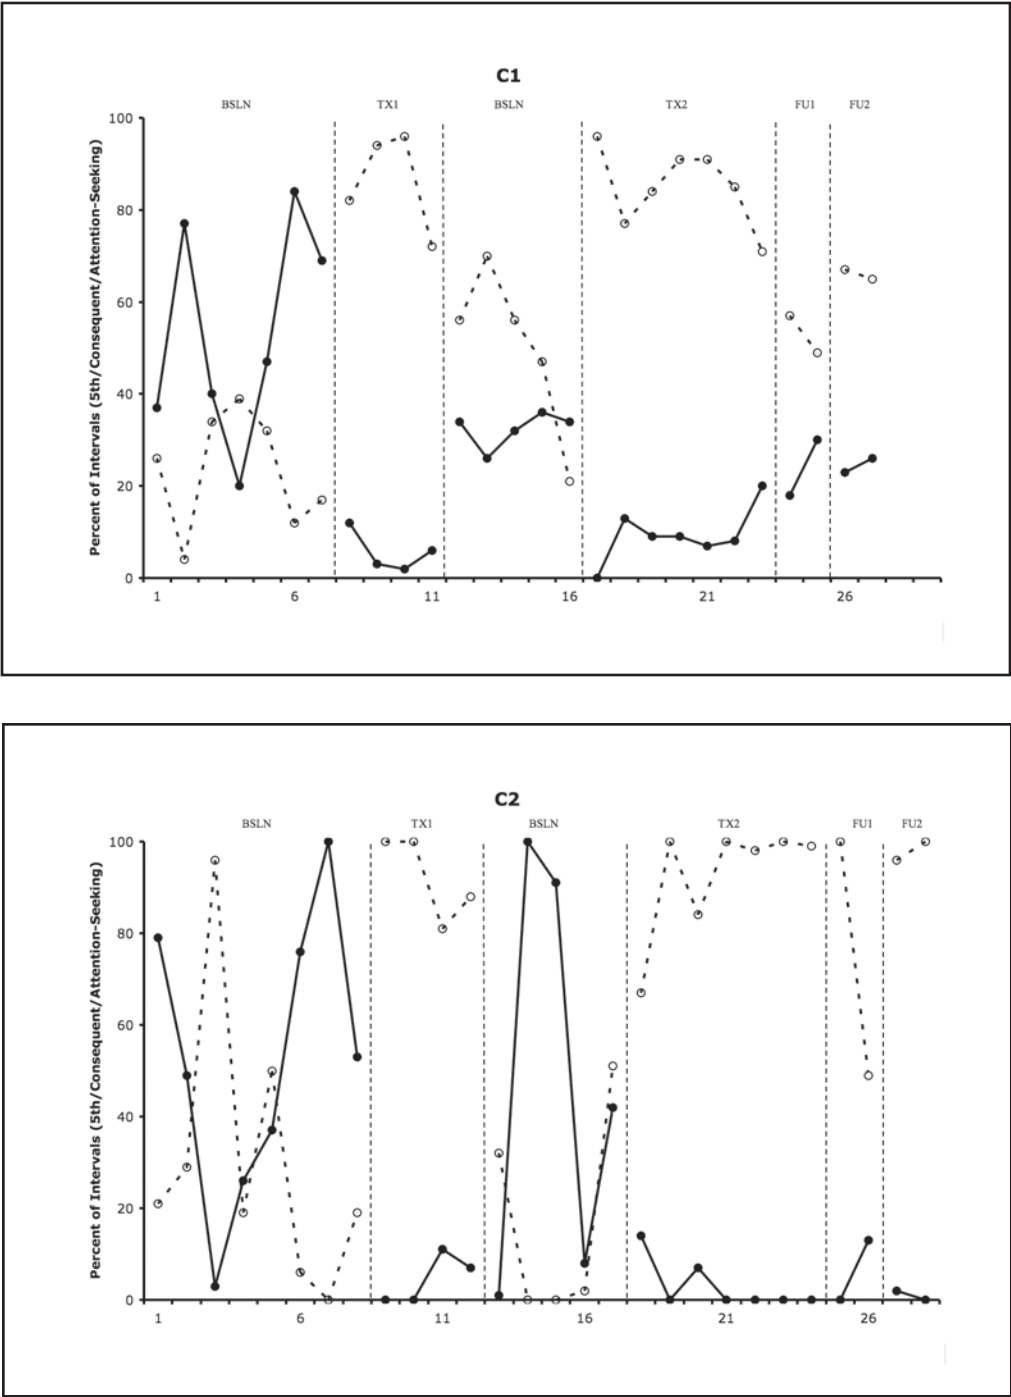 C1
BSLN TX1 BSLN TX2 FU1 FU2
Percent of Intervals (5th/Consequent/Attention-Seeking)
100
80
60
40
20
0
1 6 11 16 21 26
C2
BSLN TX1 BSLN TX2 FU1 FU2
Percent of Intervals (5th/Consequent/Attention-Seeking)
100
80
60
40
20
0
1 6 11 16 21 26